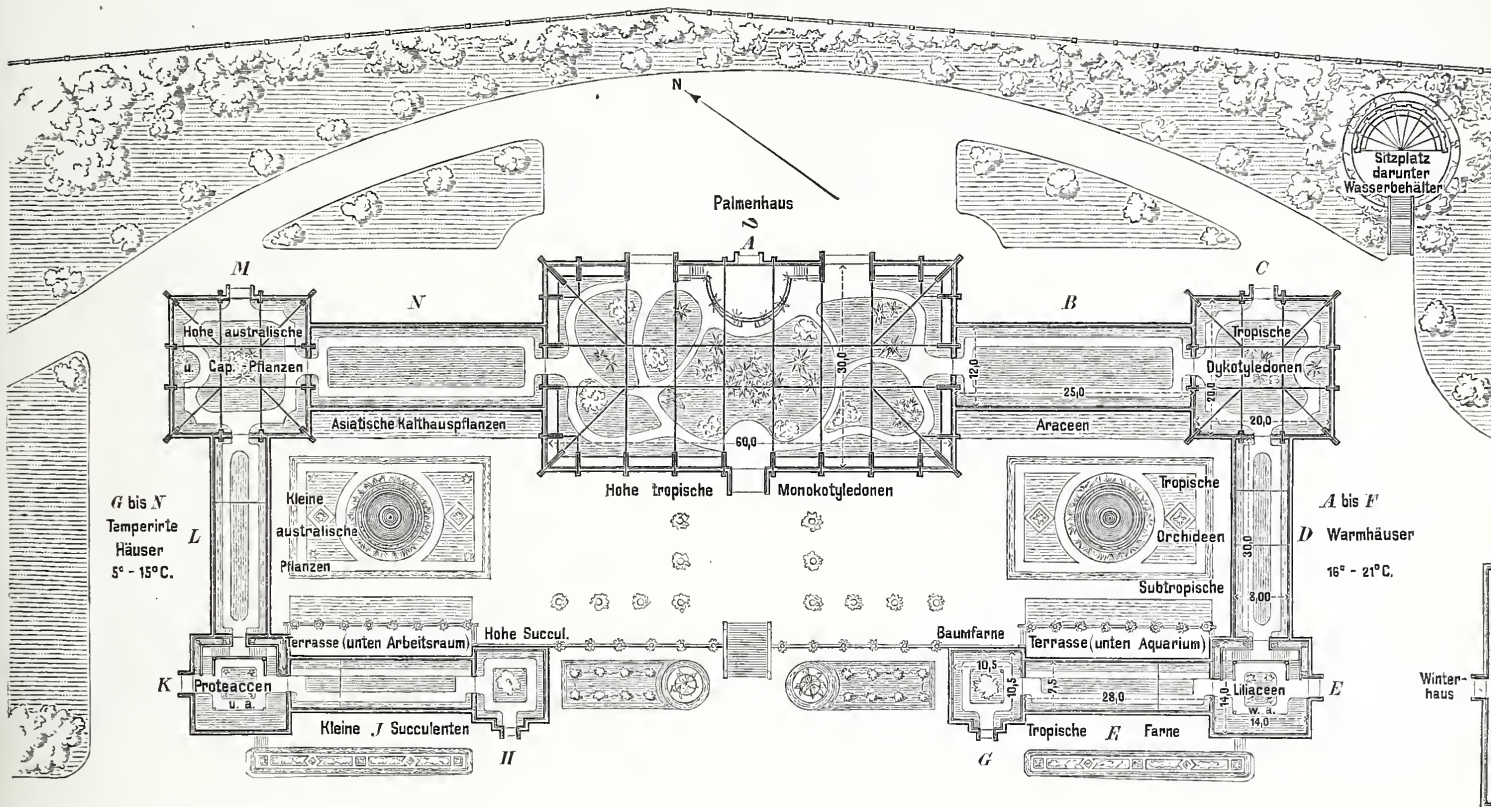 N
Sitzplatz
darunter
Wasserbehälter
Palmenhaus
A
M
N
B
C
Hohe australische
u. Cap.-Pflanzen
Tropische
Dykotyledonen
30,0
12,0
25,0
20,0
20,0
60,0
Asiatische Kalthauspflanzen
Araceen
Hohe tropische Monokotyledonen
G bis N
Temperirte
Häuser
5° - 15°C.
L
Kleine
australische
Pflanzen
Tropische
Orchideen
Subtropische
30,0
8,00
A bis F
D Warmhäuser
16° - 21°C.
Terrasse (unten Arbeitsraum)
Hohe Succul.
Baumfarne
Terrasse (unten Aquarium)
K
Proteaccen
u. a.
10,5
10,5
7,5
28,0
14,0
Liliaceen
w. a.
14,0
E
Winter-
haus
Kleine J Succulenten
H
G
Tropische F Farne